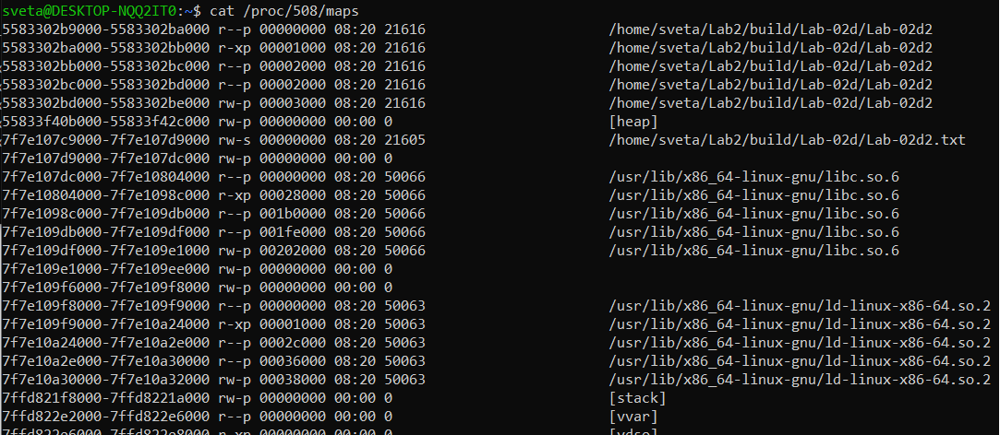 sveta@DESKTOP-NQQ2IT0:~$ cat /proc/508/maps
5583302b9000-5583302ba000 r--p 00000000 08:20 21616 /home/sveta/Lab2/build/Lab-02d/Lab-02d2
5583302ba000-5583302bb000 r-xp 00001000 08:20 21616 /home/sveta/Lab2/build/Lab-02d/Lab-02d2
5583302bb000-5583302bc000 r--p 00002000 08:20 21616 /home/sveta/Lab2/build/Lab-02d/Lab-02d2
5583302bc000-5583302bd000 r--p 00002000 08:20 21616 /home/sveta/Lab2/build/Lab-02d/Lab-02d2
5583302bd000-5583302be000 rw-p 00003000 08:20 21616 /home/sveta/Lab2/build/Lab-02d/Lab-02d2
55833f40b000-55833f42c000 rw-p 00000000 00:00 0 [heap]
7f7e107c9000-7f7e107d9000 rw-s 00000000 08:20 21605 /home/sveta/Lab2/build/Lab-02d/Lab-02d2.txt
7f7e107d9000-7f7e107dc000 rw-p 00000000 00:00 0
7f7e107dc000-7f7e10804000 r--p 00000000 08:20 50066 /usr/lib/x86_64-linux-gnu/libc.so.6
7f7e10804000-7f7e1098c000 r-xp 00028000 08:20 50066 /usr/lib/x86_64-linux-gnu/libc.so.6
7f7e1098c000-7f7e109db000 r--p 001b0000 08:20 50066 /usr/lib/x86_64-linux-gnu/libc.so.6
7f7e109db000-7f7e109df000 r--p 001fe000 08:20 50066 /usr/lib/x86_64-linux-gnu/libc.so.6
7f7e109df000-7f7e109e1000 rw-p 00202000 08:20 50066 /usr/lib/x86_64-linux-gnu/libc.so.6
7f7e109e1000-7f7e109ee000 rw-p 00000000 00:00 0
7f7e109f6000-7f7e109f8000 rw-p 00000000 00:00 0
7f7e109f8000-7f7e109f9000 r--p 00000000 08:20 50063 /usr/lib/x86_64-linux-gnu/ld-linux-x86-64.so.2
7f7e109f9000-7f7e10a24000 r-xp 00001000 08:20 50063 /usr/lib/x86_64-linux-gnu/ld-linux-x86-64.so.2
7f7e10a24000-7f7e10a2e000 r--p 0002c000 08:20 50063 /usr/lib/x86_64-linux-gnu/ld-linux-x86-64.so.2
7f7e10a2e000-7f7e10a30000 r--p 00036000 08:20 50063 /usr/lib/x86_64-linux-gnu/ld-linux-x86-64.so.2
7f7e10a30000-7f7e10a32000 rw-p 00038000 08:20 50063 /usr/lib/x86_64-linux-gnu/ld-linux-x86-64.so.2
7ffd821f8000-7ffd8221a000 rw-p 00000000 00:00 0 [stack]
7ffd822e2000-7ffd822e6000 r--p 00000000 00:00 0 [vvar]
7ffd822e6000-7ffd822e8000 r-xp 00000000 00:00 0 [vdso]